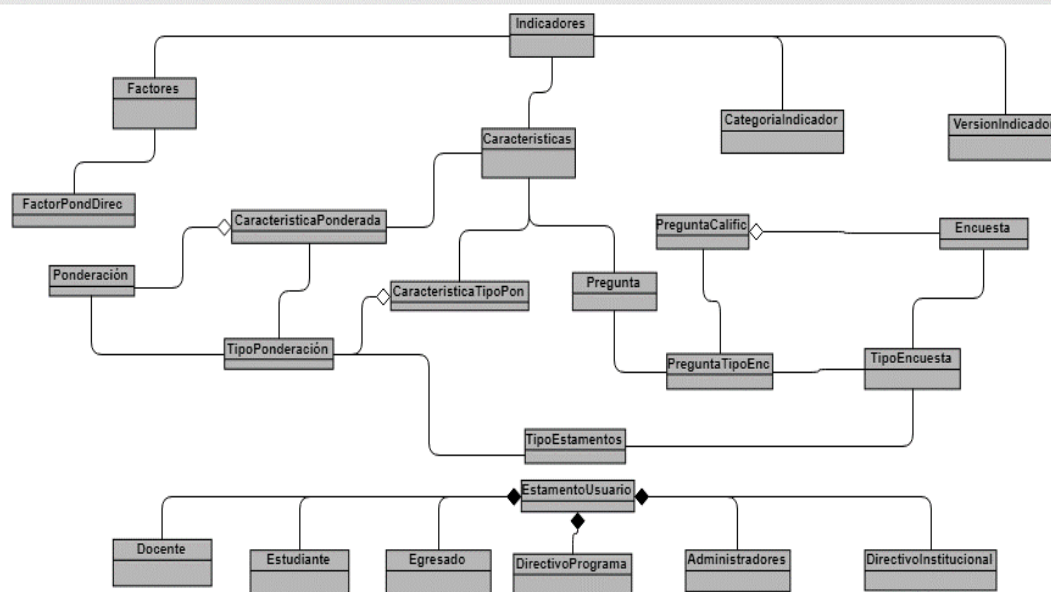 Indicadores
Factores
CategoriaIndicador
VersionIndicador
Caracteristicas
FactorPondDirec
CaracteristicaPonderada
PreguntaCalific
Encuesta
Ponderación
CaracteristicaTipoPon
Pregunta
TipoPonderación
PreguntaTipoEnc
TipoEncuesta
TipoEstamentos
EstamentoUsuario
Docente
Estudiante
Egresado
DirectivoPrograma
Administradores
DirectivoInstitucional